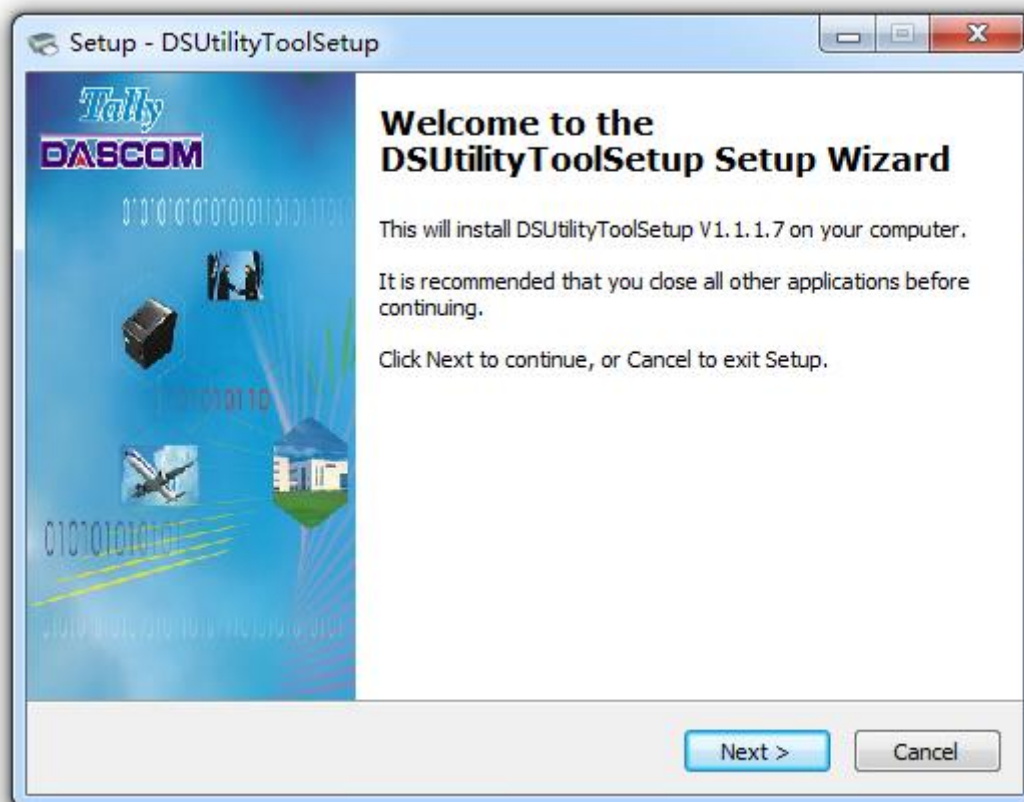 Setup - DSUtilityToolSetup
Tally
DASCOM
Welcome to the
DSUtilityToolSetup Setup Wizard
This will install DSUtilityToolSetup V1.1.1.7 on your computer.
It is recommended that you close all other applications before
continuing.
Click Next to continue, or Cancel to exit Setup.
Next >
Cancel